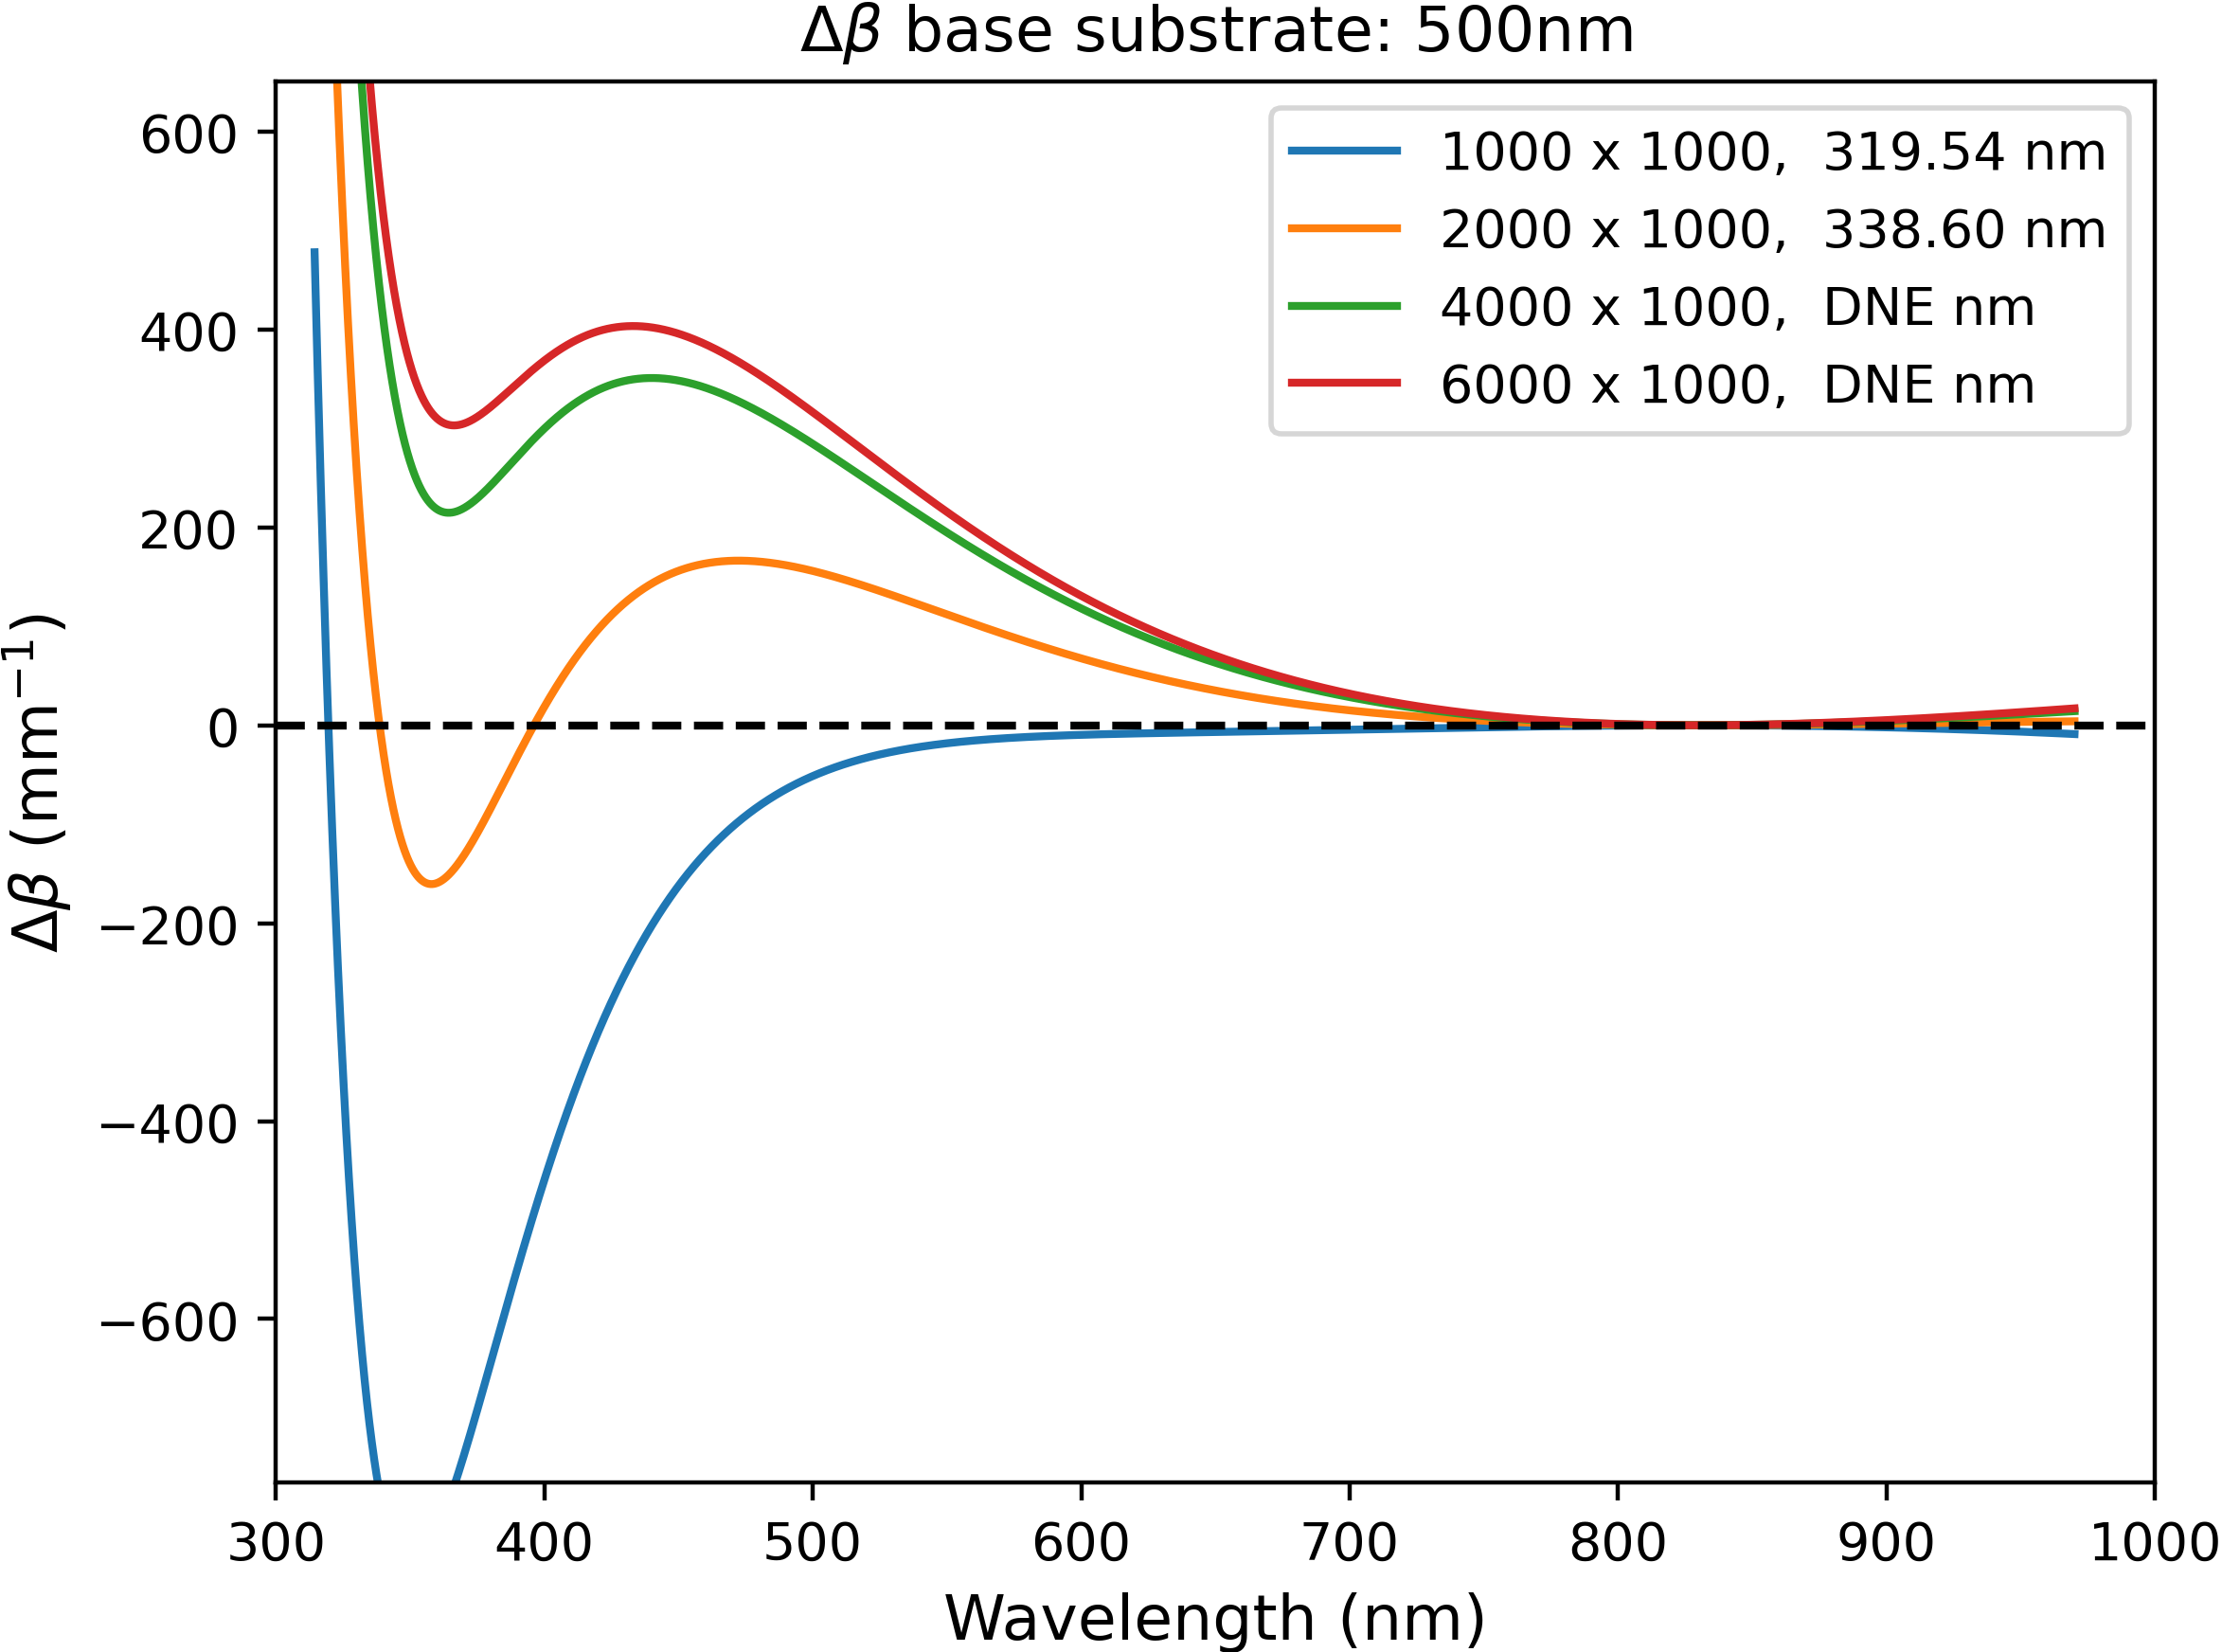 Δβ base substrate: 500nm
1000 x 1000, 319.54 nm
2000 x 1000, 338.60 nm
4000 x 1000, DNE nm
6000 x 1000, DNE nm
Δβ (mm⁻¹)
600
400
200
0
−200
−400
−600
300 400 500 600 700 800 900 1000
Wavelength (nm)